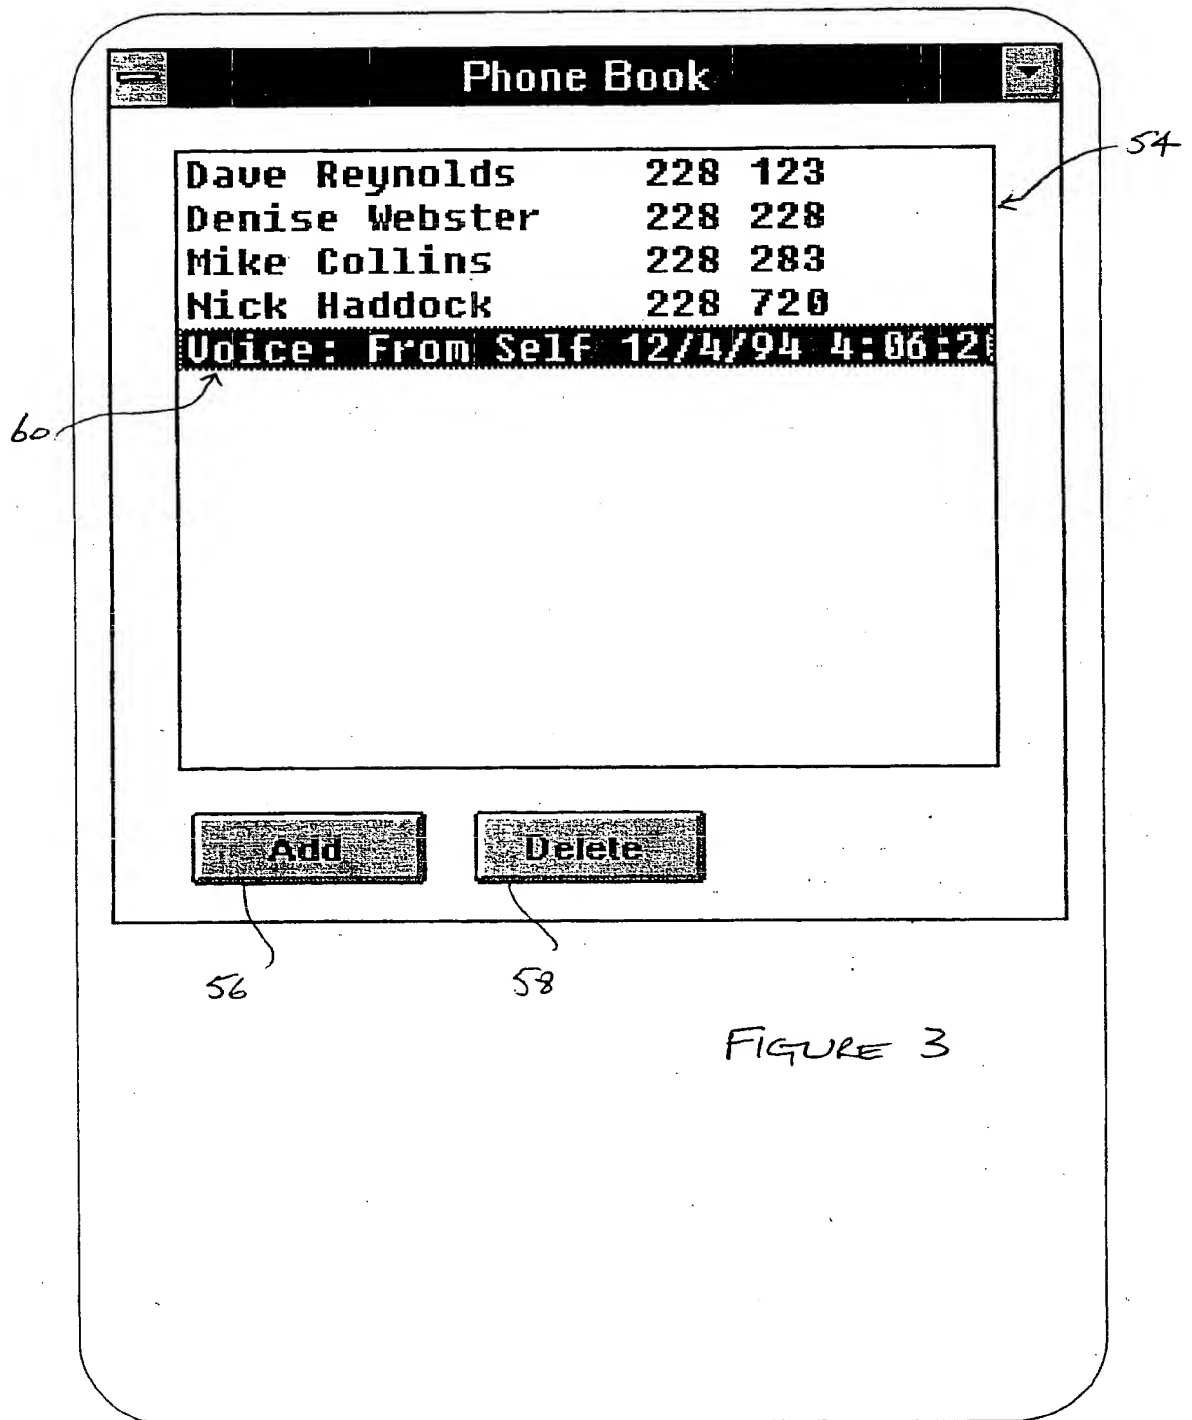 Phone Book
54
Dave Reynolds 228 123
Denise Webster 228 228
Mike Collins 228 283
Nick Haddock 228 720
Voice: From Self 12/4/94 4:06:2
60
Add Delete
56 58
FIGURE 3